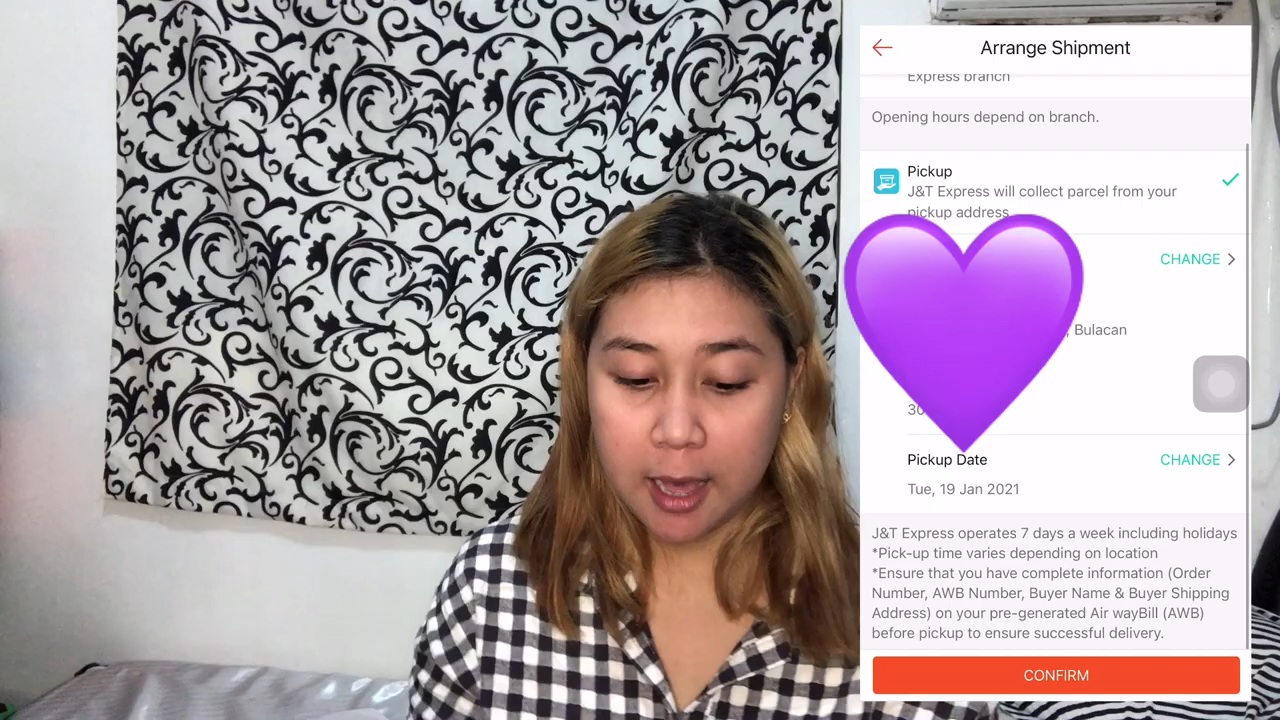 Arrange Shipment
Express branch
Opening hours depend on branch.
Pickup
J&T Express will collect parcel from your
pickup address
CHANGE
, Bulacan
30
Pickup Date
CHANGE
Tue, 19 Jan 2021
J&T Express operates 7 days a week including holidays
*Pick-up time varies depending on location
*Ensure that you have complete information (Order
Number, AWB Number, Buyer Name & Buyer Shipping
Address) on your pre-generated Air wayBill (AWB)
before pickup to ensure successful delivery.
CONFIRM